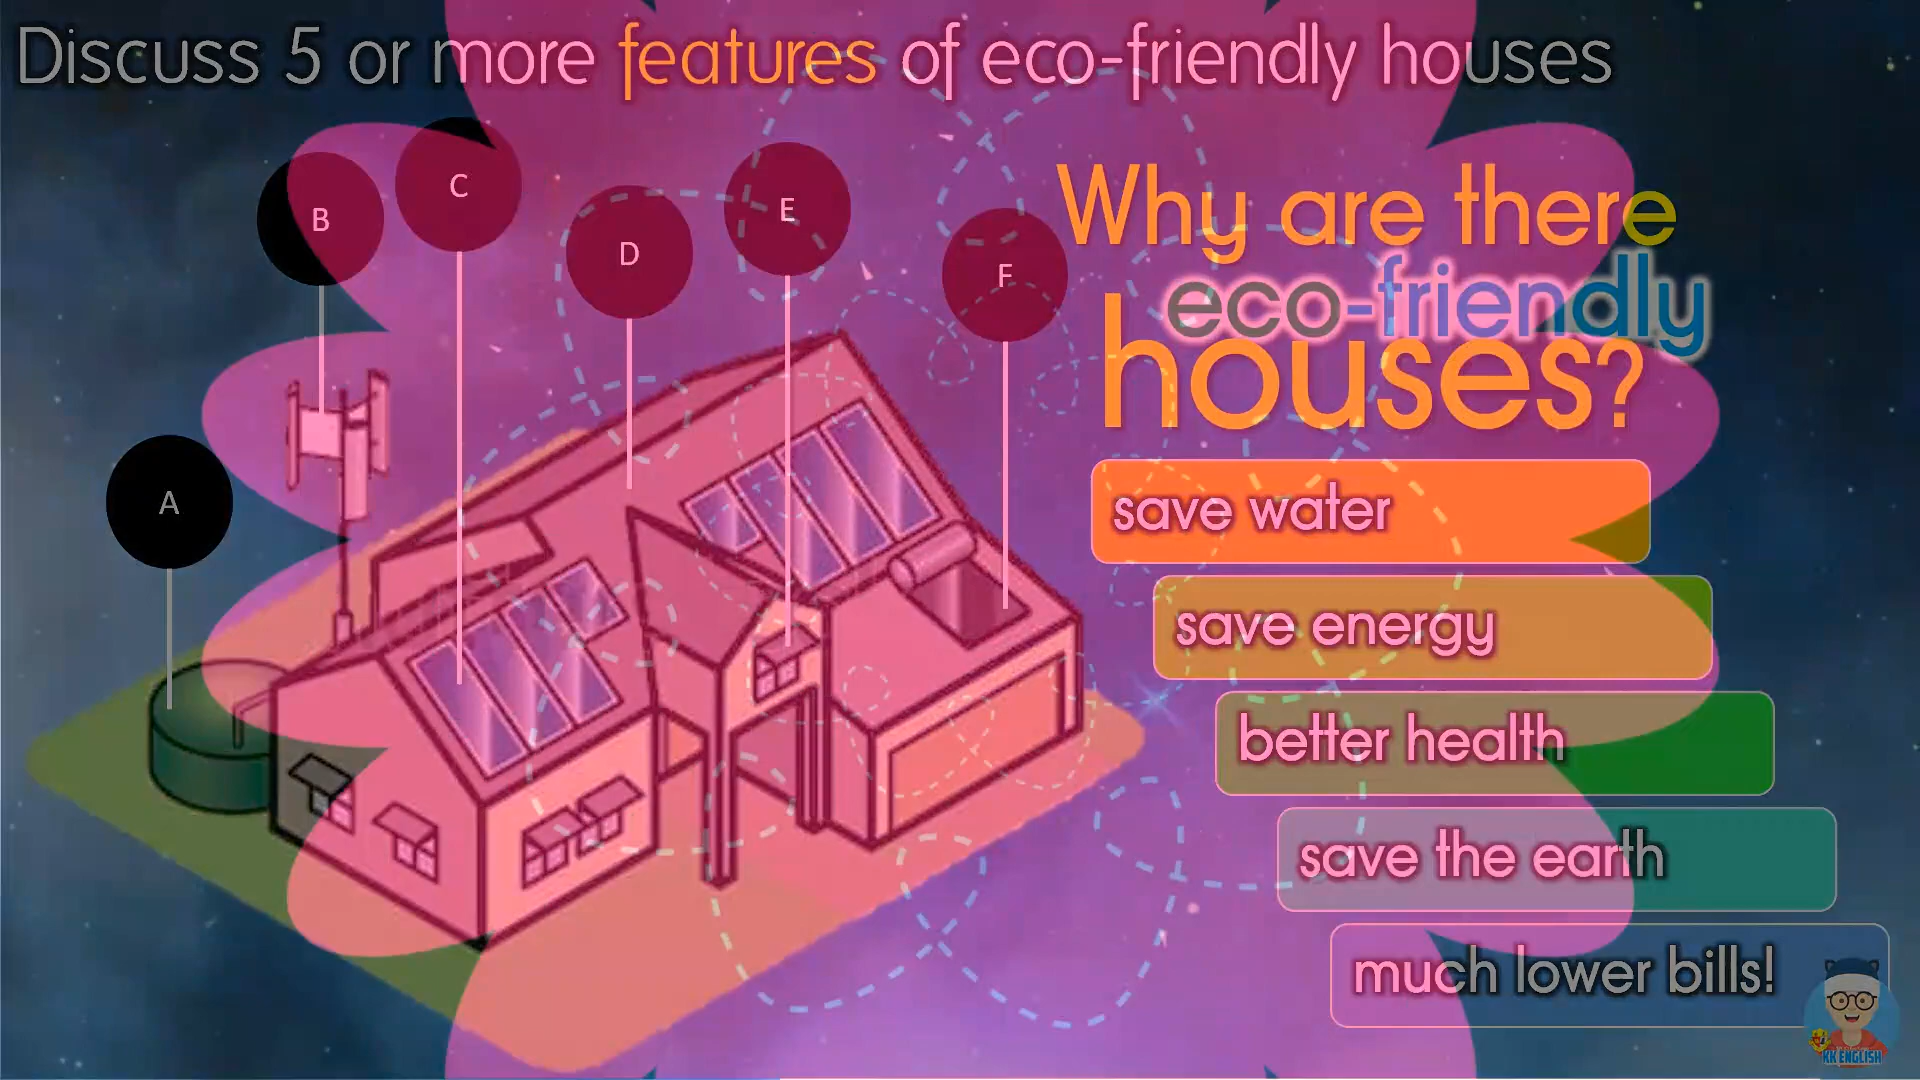 Discuss 5 or more features of eco-friendly houses
A
B
C
D
E
F
Why are there
eco-friendly
houses?
save water
save energy
better health
save the earth
much lower bills!
KK ENGLISH